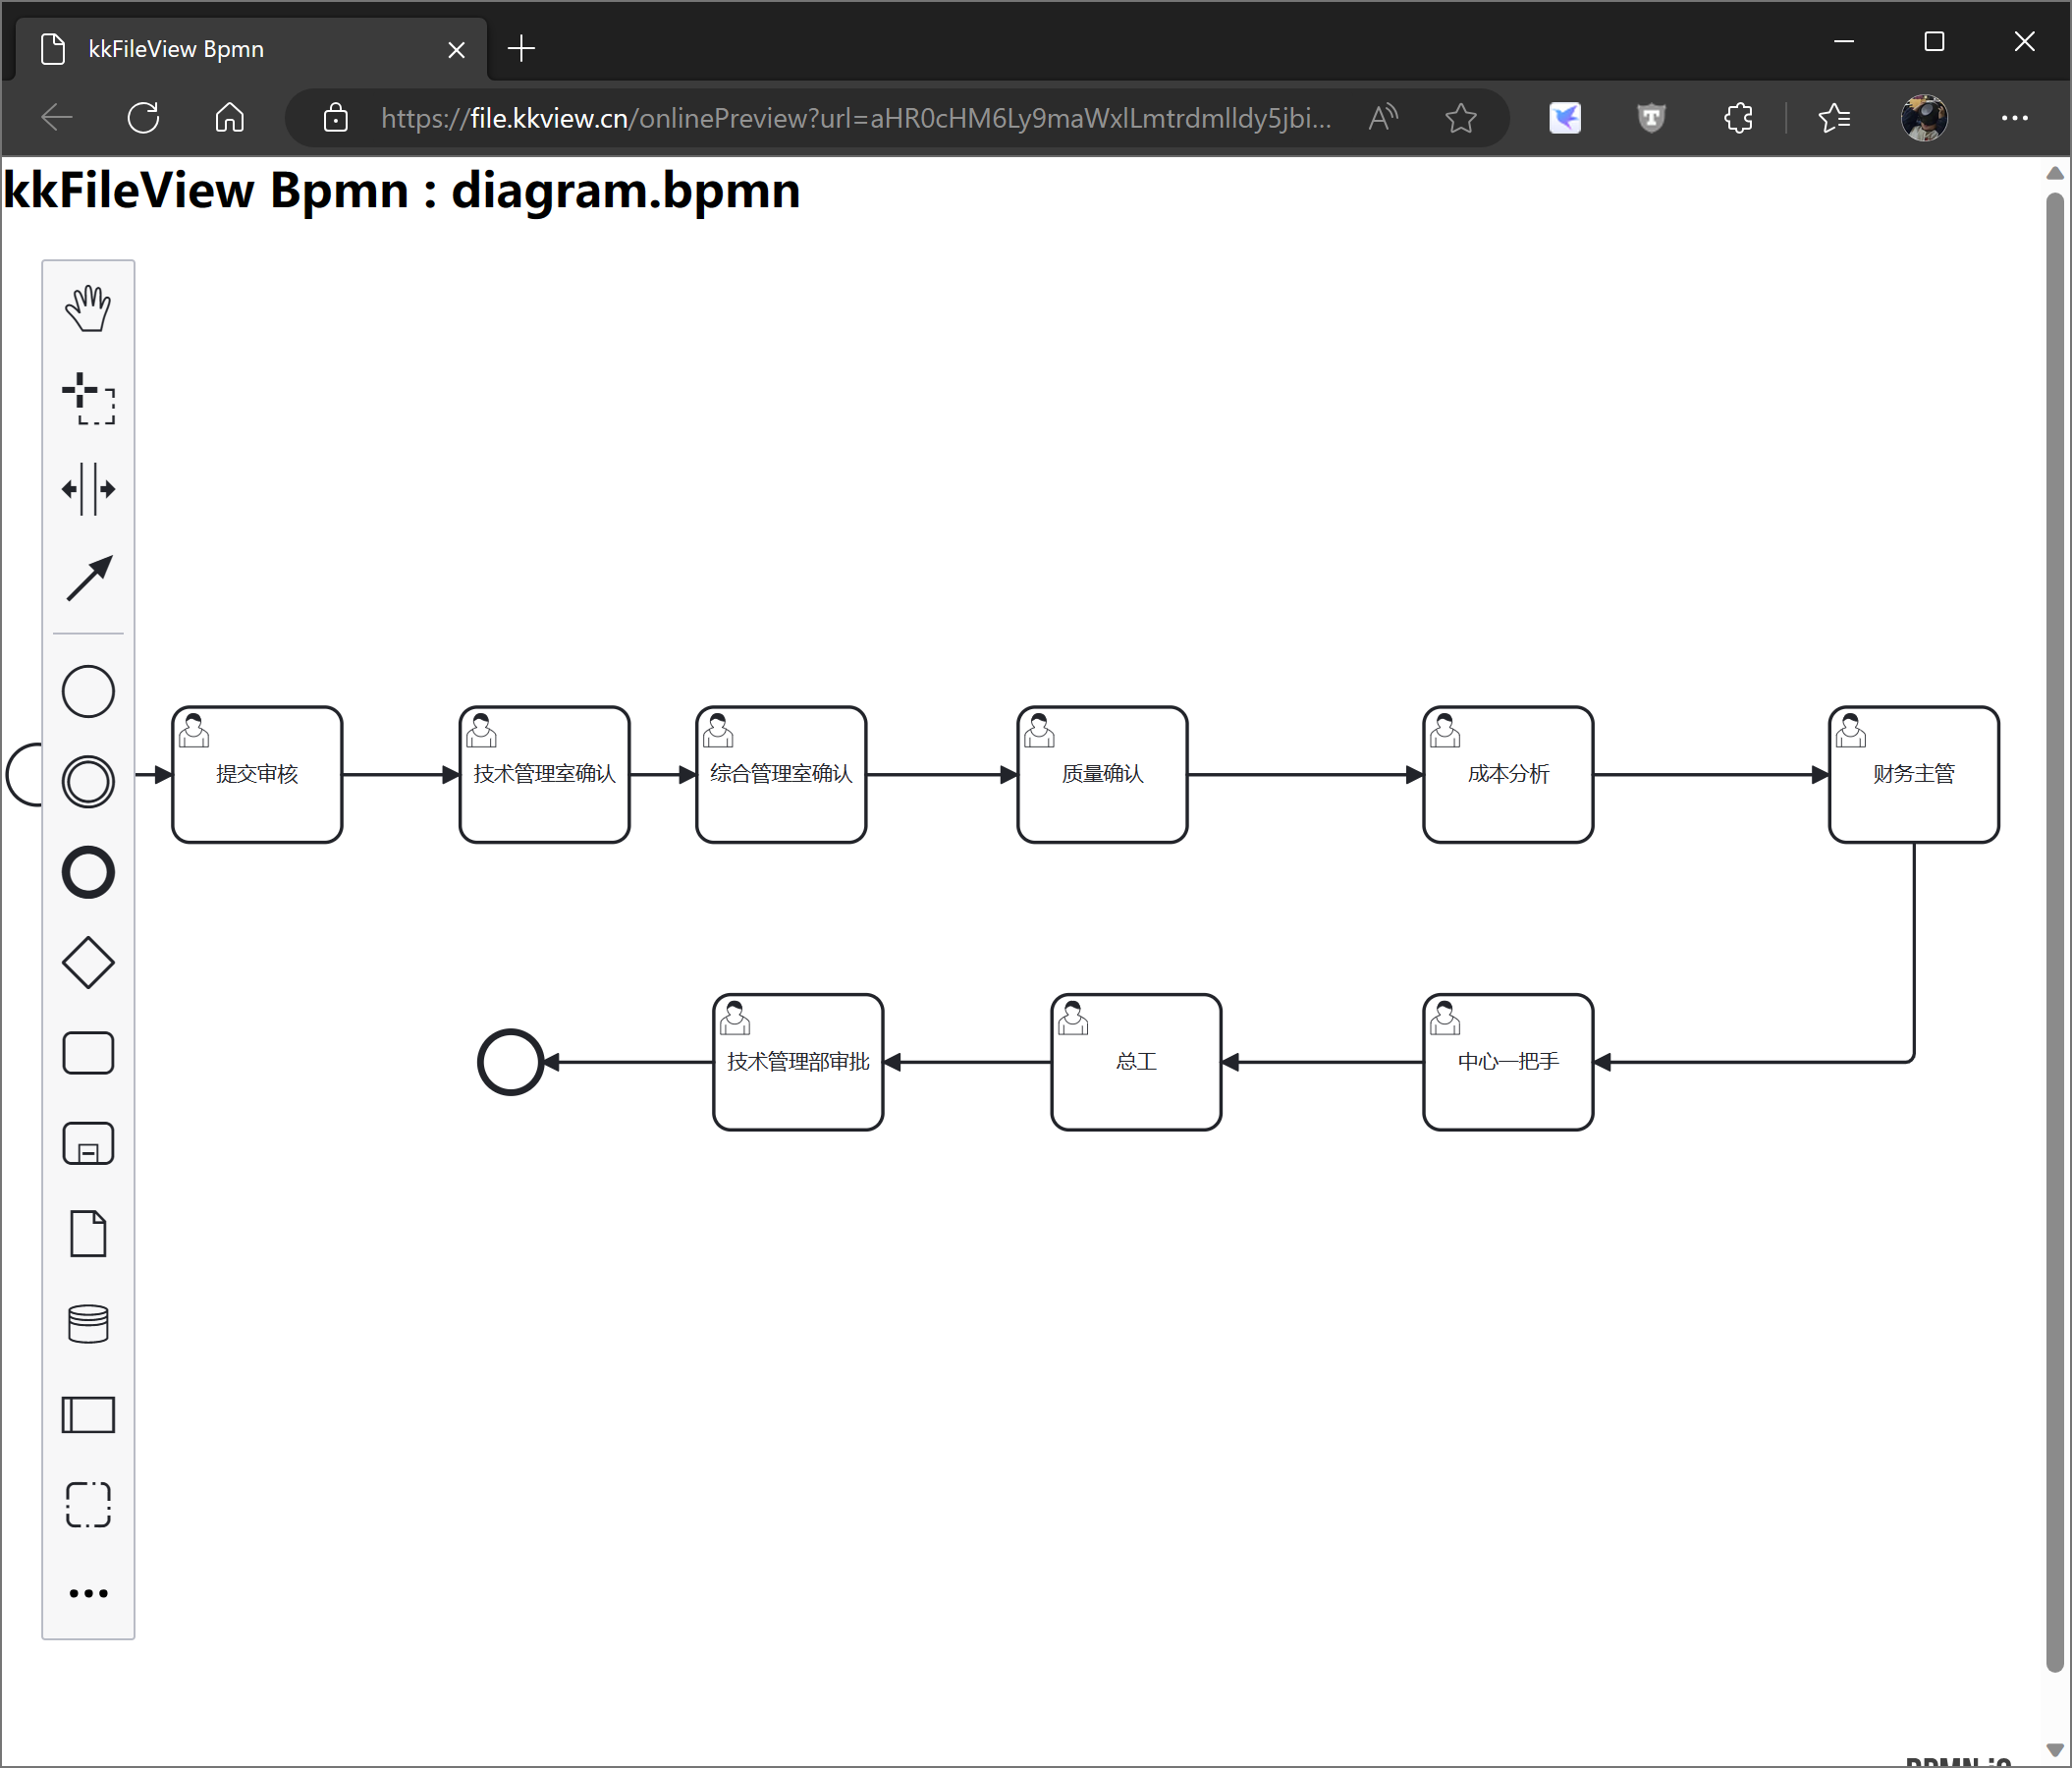 kkFileView Bpmn
https://file.kkview.cn/onlinePreview?url=aHR0cHM6Ly9maWxlLmtrdmlldy5jbi...
kkFileView Bpmn : diagram.bpmn
提交审核
技术管理室确认
综合管理室确认
质量确认
成本分析
财务主管
技术管理部审批
总工
中心一把手